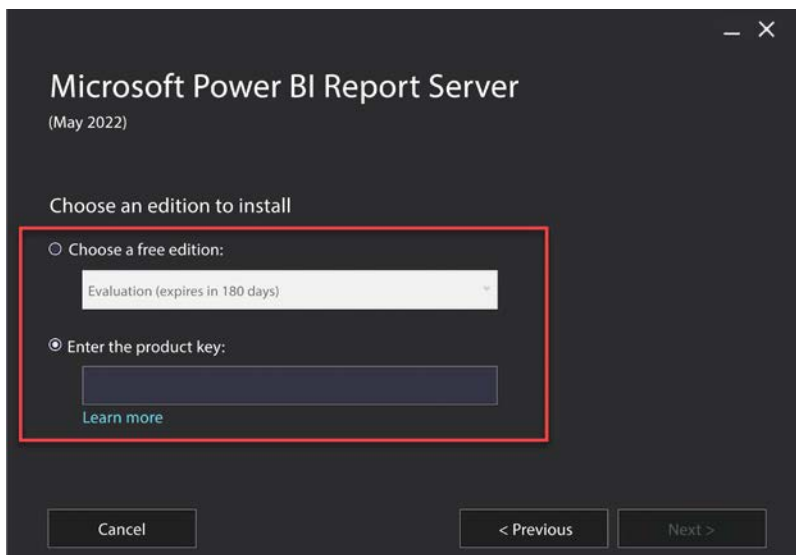 Microsoft Power BI Report Server
(May 2022)
Choose an edition to install
Choose a free edition:
Evaluation (expires in 180 days)
Enter the product key:
Learn more
Cancel
< Previous
Next >